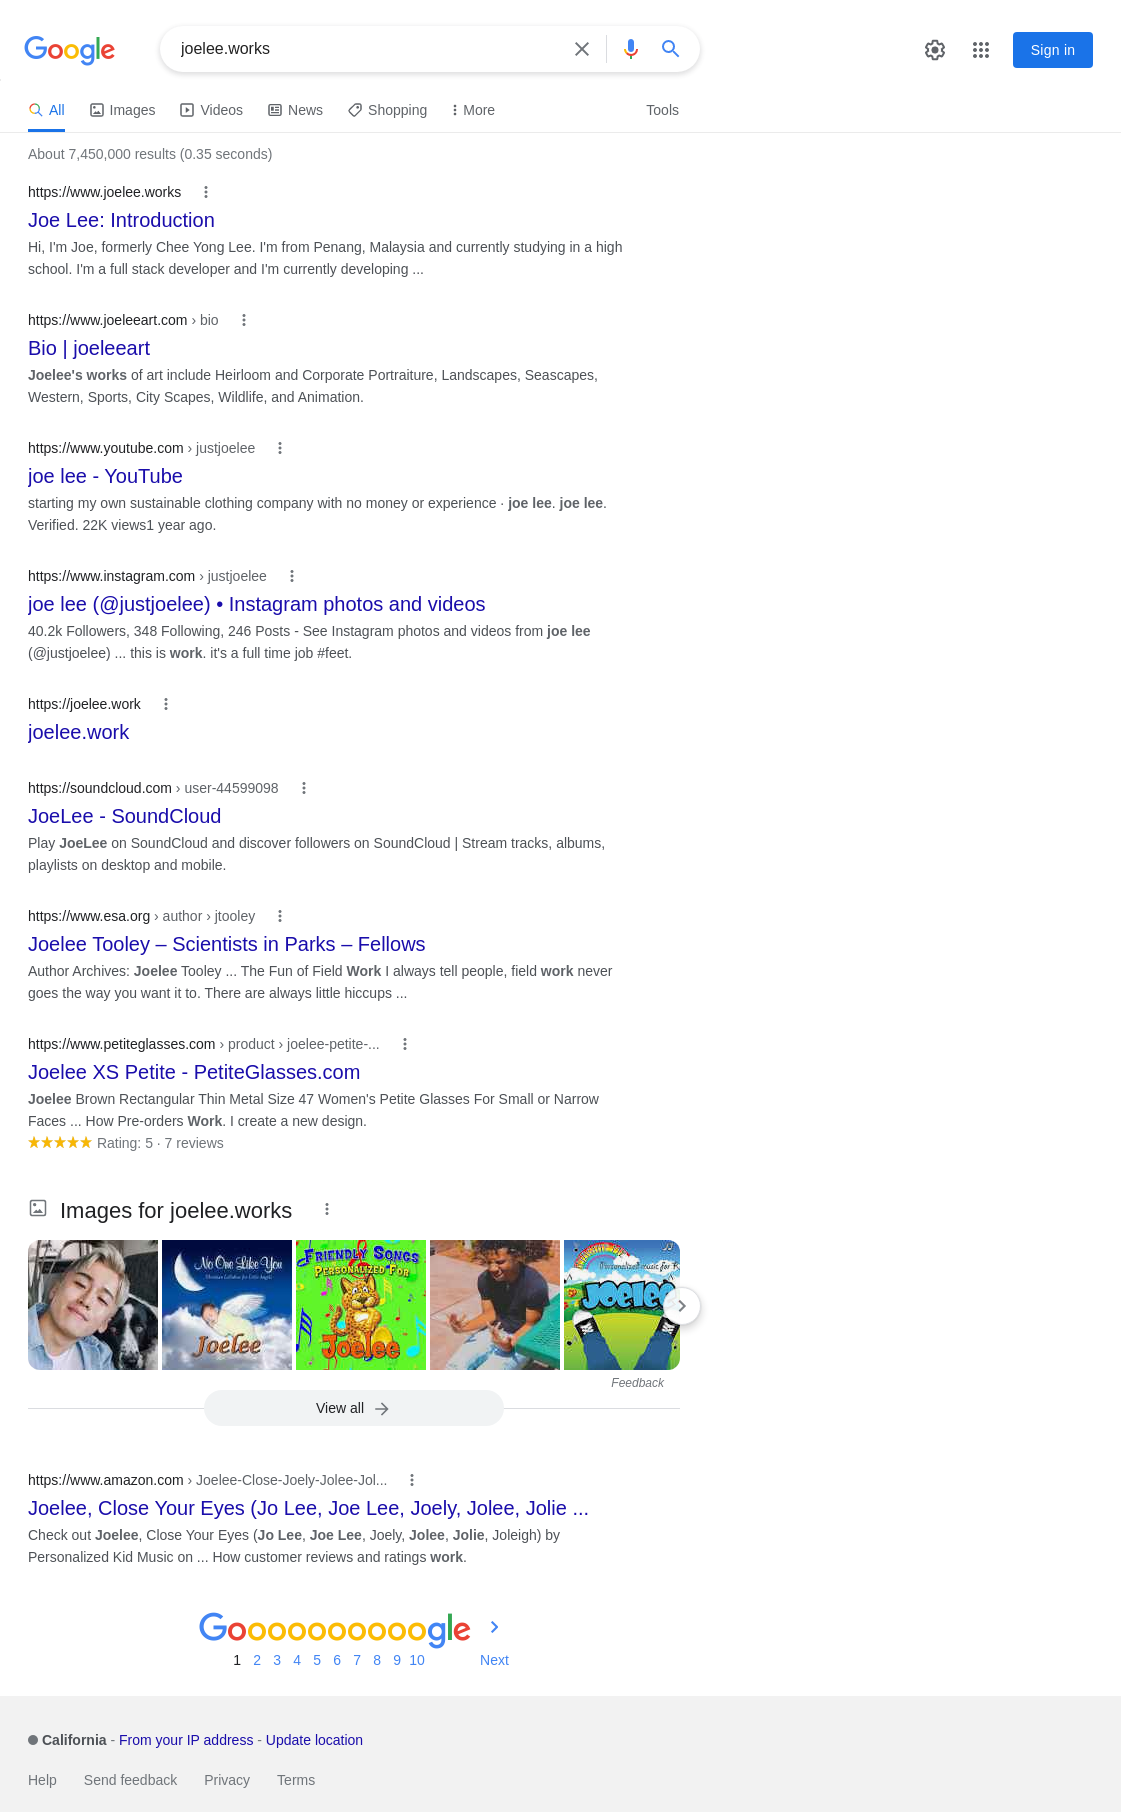 Google
joelee.works
Sign in
All
Images
Videos
News
Shopping
More
Tools
About 7,450,000 results (0.35 seconds)
https://www.joelee.works
Joe Lee: Introduction
Hi, I'm Joe, formerly Chee Yong Lee. I'm from Penang, Malaysia and currently studying in a high
school. I'm a full stack developer and I'm currently developing ...
https://www.joeleeart.com › bio
Bio | joeleeart
Joelee's works of art include Heirloom and Corporate Portraiture, Landscapes, Seascapes,
Western, Sports, City Scapes, Wildlife, and Animation.
https://www.youtube.com › justjoelee
joe lee - YouTube
starting my own sustainable clothing company with no money or experience · joe lee. joe lee.
Verified. 22K views1 year ago.
https://www.instagram.com › justjoelee
joe lee (@justjoelee) • Instagram photos and videos
40.2k Followers, 348 Following, 246 Posts - See Instagram photos and videos from joe lee
(@justjoelee) ... this is work. it's a full time job #feet.
https://joelee.work
joelee.work
https://soundcloud.com › user-44599098
JoeLee - SoundCloud
Play JoeLee on SoundCloud and discover followers on SoundCloud | Stream tracks, albums,
playlists on desktop and mobile.
https://www.esa.org › author › jtooley
Joelee Tooley – Scientists in Parks – Fellows
Author Archives: Joelee Tooley ... The Fun of Field Work I always tell people, field work never
goes the way you want it to. There are always little hiccups ...
https://www.petiteglasses.com › product › joelee-petite-...
Joelee XS Petite - PetiteGlasses.com
Joelee Brown Rectangular Thin Metal Size 47 Women's Petite Glasses For Small or Narrow
Faces ... How Pre-orders Work. I create a new design.
Rating: 5 · 7 reviews
Images for joelee.works
No One Like You
Christian Lullabies for Little Angels
Joelee
FRIENDLY SONGS
PERSONALIZED FOR
Joelee
Personalized music for K
Joelee
Feedback
View all
https://www.amazon.com › Joelee-Close-Joely-Jolee-Jol...
Joelee, Close Your Eyes (Jo Lee, Joe Lee, Joely, Jolee, Jolie ...
Check out Joelee, Close Your Eyes (Jo Lee, Joe Lee, Joely, Jolee, Jolie, Joleigh) by
Personalized Kid Music on ... How customer reviews and ratings work.
Goooooooooogle
1 2 3 4 5 6 7 8 9 10 Next
California - From your IP address - Update location
Help Send feedback Privacy Terms